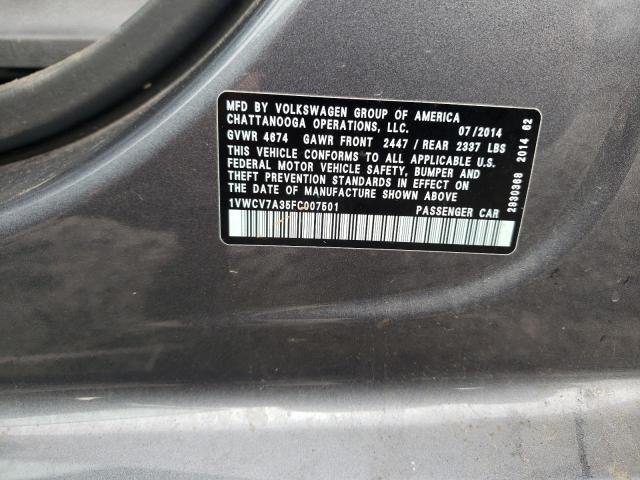 MFD BY VOLKSWAGEN GROUP OF AMERICA
CHATTANOOGA OPERATIONS, LLC. 07/2014
GVWR 4674 GAWR FRONT 2447 / REAR 2337 LBS
THIS VEHICLE CONFORMS TO ALL APPLICABLE U.S.
FEDERAL MOTOR VEHICLE SAFETY, BUMPER AND
THEFT PREVENTION STANDARDS IN EFFECT ON
THE DATE OF MANUFACTURE SHOWN ABOVE
1VWCV7A35FC007501 PASSENGER CAR
2930368 2014 62